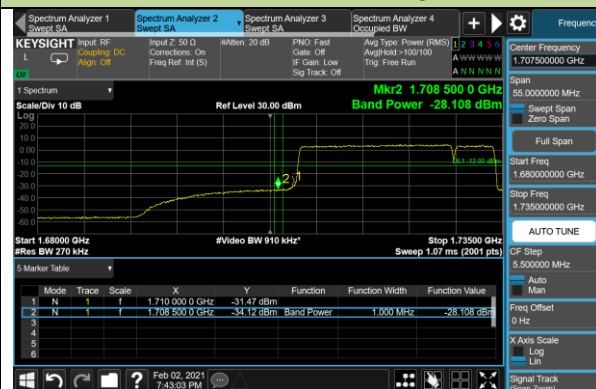 Spectrum Analyzer 1
Swept SA
Spectrum Analyzer 2
Swept SA
Spectrum Analyzer 3
Swept SA
Spectrum Analyzer 4
Occupied BW
Frequenc
KEYSIGHT
L
Input: RF
Coupling: DC
Align: Off
Input Z: 50 Ω
Corrections: On
Freq Ref: Int (S)
#Atten: 20 dB
PNO: Fast
Gate: Off
IF Gain: Low
Sig Track: Off
Avg Type: Power (RMS)
Avg|Hold:>100/100
Trig: Free Run
1 2 3 4 5 6
A W W W W W
A N N N N N
1 Spectrum
Scale/Div 10 dB
Ref Level 30.00 dBm
Mkr2 1.708 500 0 GHz
Band Power -28.108 dBm
Log
20.0
10.0
0.00
-10.0
-20.0
-30.0
-40.0
-50.0
-60.0
2
1
DL1 -13.00 dBm
Start 1.68000 GHz
#Res BW 270 kHz
#Video BW 910 kHz*
Stop 1.73500 GHz
Sweep 1.07 ms (2001 pts)
5 Marker Table
Mode Trace Scale X Y Function Function Width Function Value
1 N 1 f 1.710 000 0 GHz -31.47 dBm
2 N 1 f 1.708 500 0 GHz -34.12 dBm Band Power 1.000 MHz -28.108 dBm
3
4
5
6
Feb 02, 2021
7:43:03 PM
Center Frequency
1.707500000 GHz
Span
55.0000000 MHz
Swept Span
Zero Span
Full Span
Start Freq
1.680000000 GHz
Stop Freq
1.735000000 GHz
AUTO TUNE
CF Step
5.500000 MHz
Auto
Man
Freq Offset
0 Hz
X Axis Scale
Log
Lin
Signal Track
(Span Zoom)